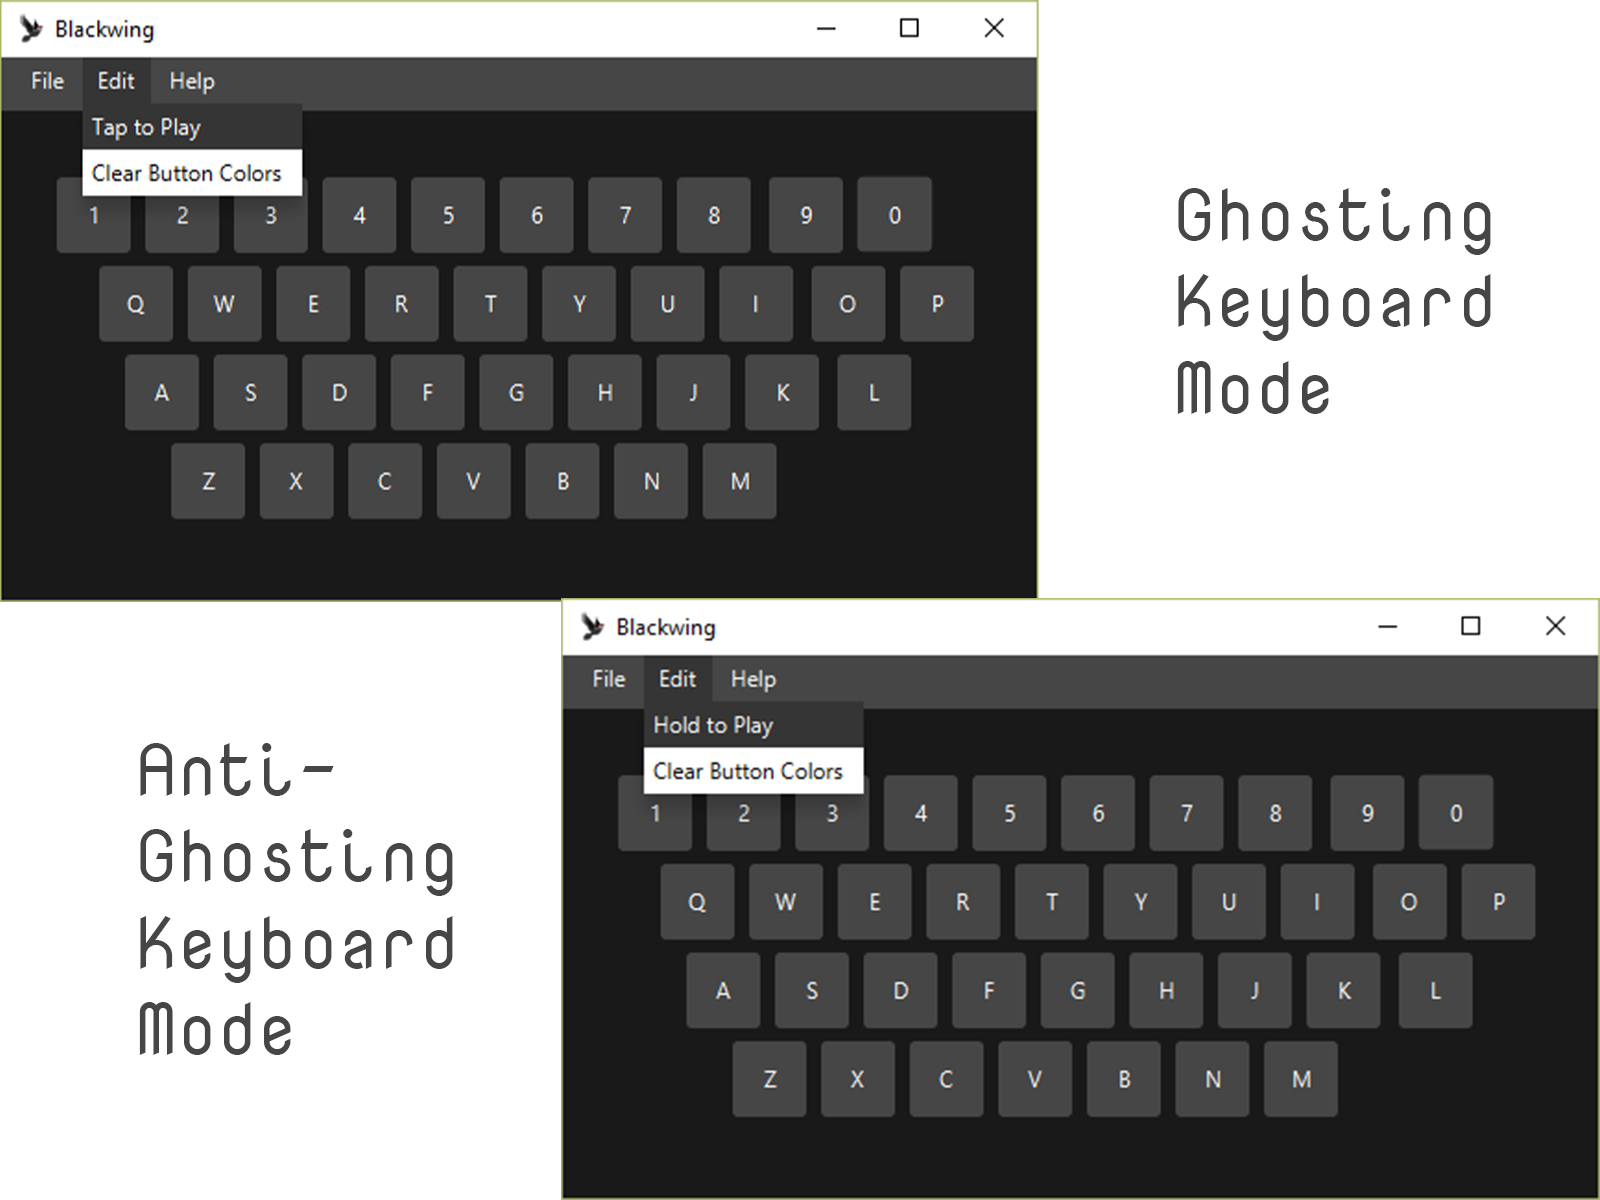 Blackwing
File Edit Help
Tap to Play
Clear Button Colors
1 2 3 4 5 6 7 8 9 0
Q W E R T Y U I O P
A S D F G H J K L
Z X C V B N M
Ghosting
Keyboard
Mode
Anti-
Ghosting
Keyboard
Mode
Blackwing
File Edit Help
Hold to Play
Clear Button Colors
1 2 3 4 5 6 7 8 9 0
Q W E R T Y U I O P
A S D F G H J K L
Z X C V B N M